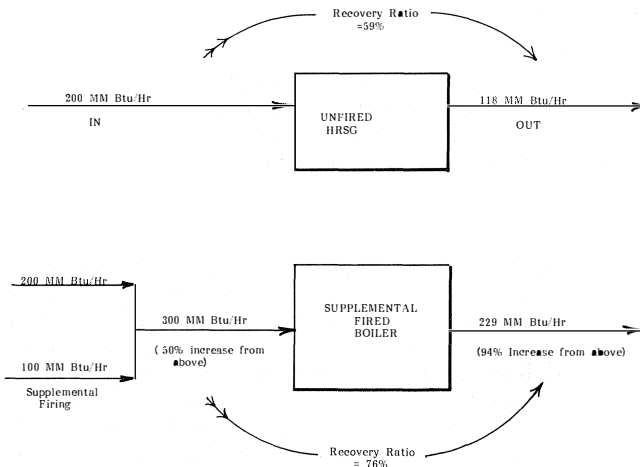 Recovery Ratio
=59%
200 MM Btu/Hr
IN
UNFIRED
HRSG
118 MM Btu/Hr
OUT
200 MM Btu/Hr
100 MM Btu/Hr
Supplemental
Firing
300 MM Btu/Hr
( 50% increase from
above)
SUPPLEMENTAL
FIRED
BOILER
229 MM Btu/Hr
(94% Increase from above)
Recovery Ratio
= 76%